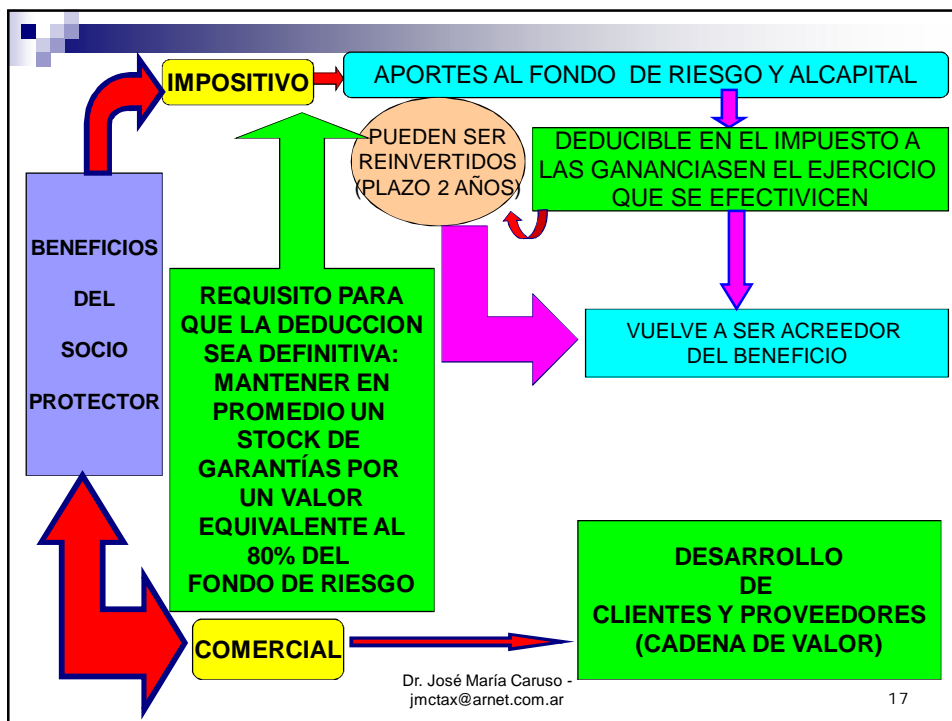 IMPOSITIVO
APORTES AL FONDO DE RIESGO Y ALCAPITAL
PUEDEN SER
REINVERTIDOS
(PLAZO 2 AÑOS)
DEDUCIBLE EN EL IMPUESTO A
LAS GANANCIASEN EL EJERCICIO
QUE SE EFECTIVICEN
BENEFICIOS
DEL
SOCIO
PROTECTOR
REQUISITO PARA
QUE LA DEDUCCION
SEA DEFINITIVA:
MANTENER EN
PROMEDIO UN
STOCK DE
GARANTÍAS POR
UN VALOR
EQUIVALENTE AL
80% DEL
FONDO DE RIESGO
VUELVE A SER ACREEDOR
DEL BENEFICIO
COMERCIAL
DESARROLLO
DE
CLIENTES Y PROVEEDORES
(CADENA DE VALOR)
Dr. José María Caruso -
jmctax@arnet.com.ar
17